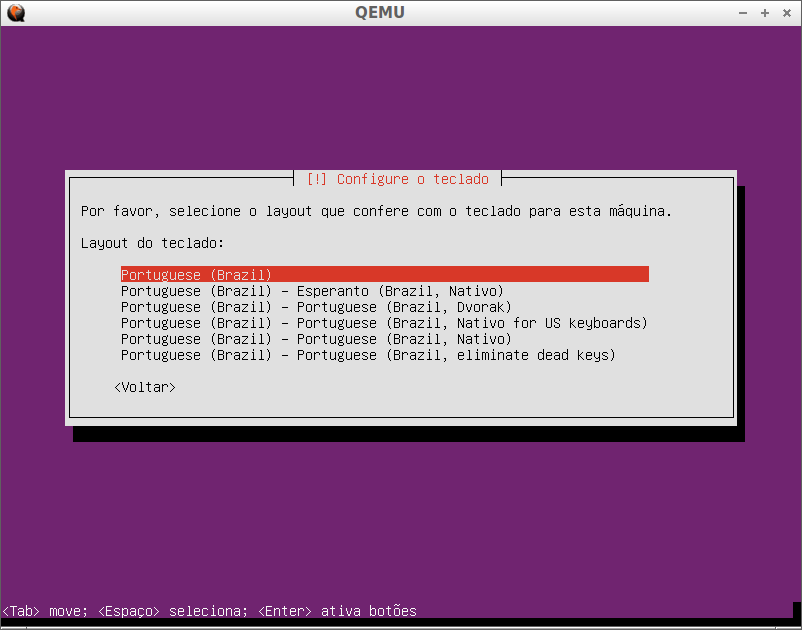 QEMU
[!] Configure o teclado
Por favor, selecione o layout que confere com o teclado para esta máquina.
Layout do teclado:
Portuguese (Brazil)
Portuguese (Brazil) – Esperanto (Brazil, Nativo)
Portuguese (Brazil) – Portuguese (Brazil, Dvorak)
Portuguese (Brazil) – Portuguese (Brazil, Nativo for US keyboards)
Portuguese (Brazil) – Portuguese (Brazil, Nativo)
Portuguese (Brazil) – Portuguese (Brazil, eliminate dead keys)
<Voltar>
<Tab> move; <Espaço> seleciona; <Enter> ativa botões